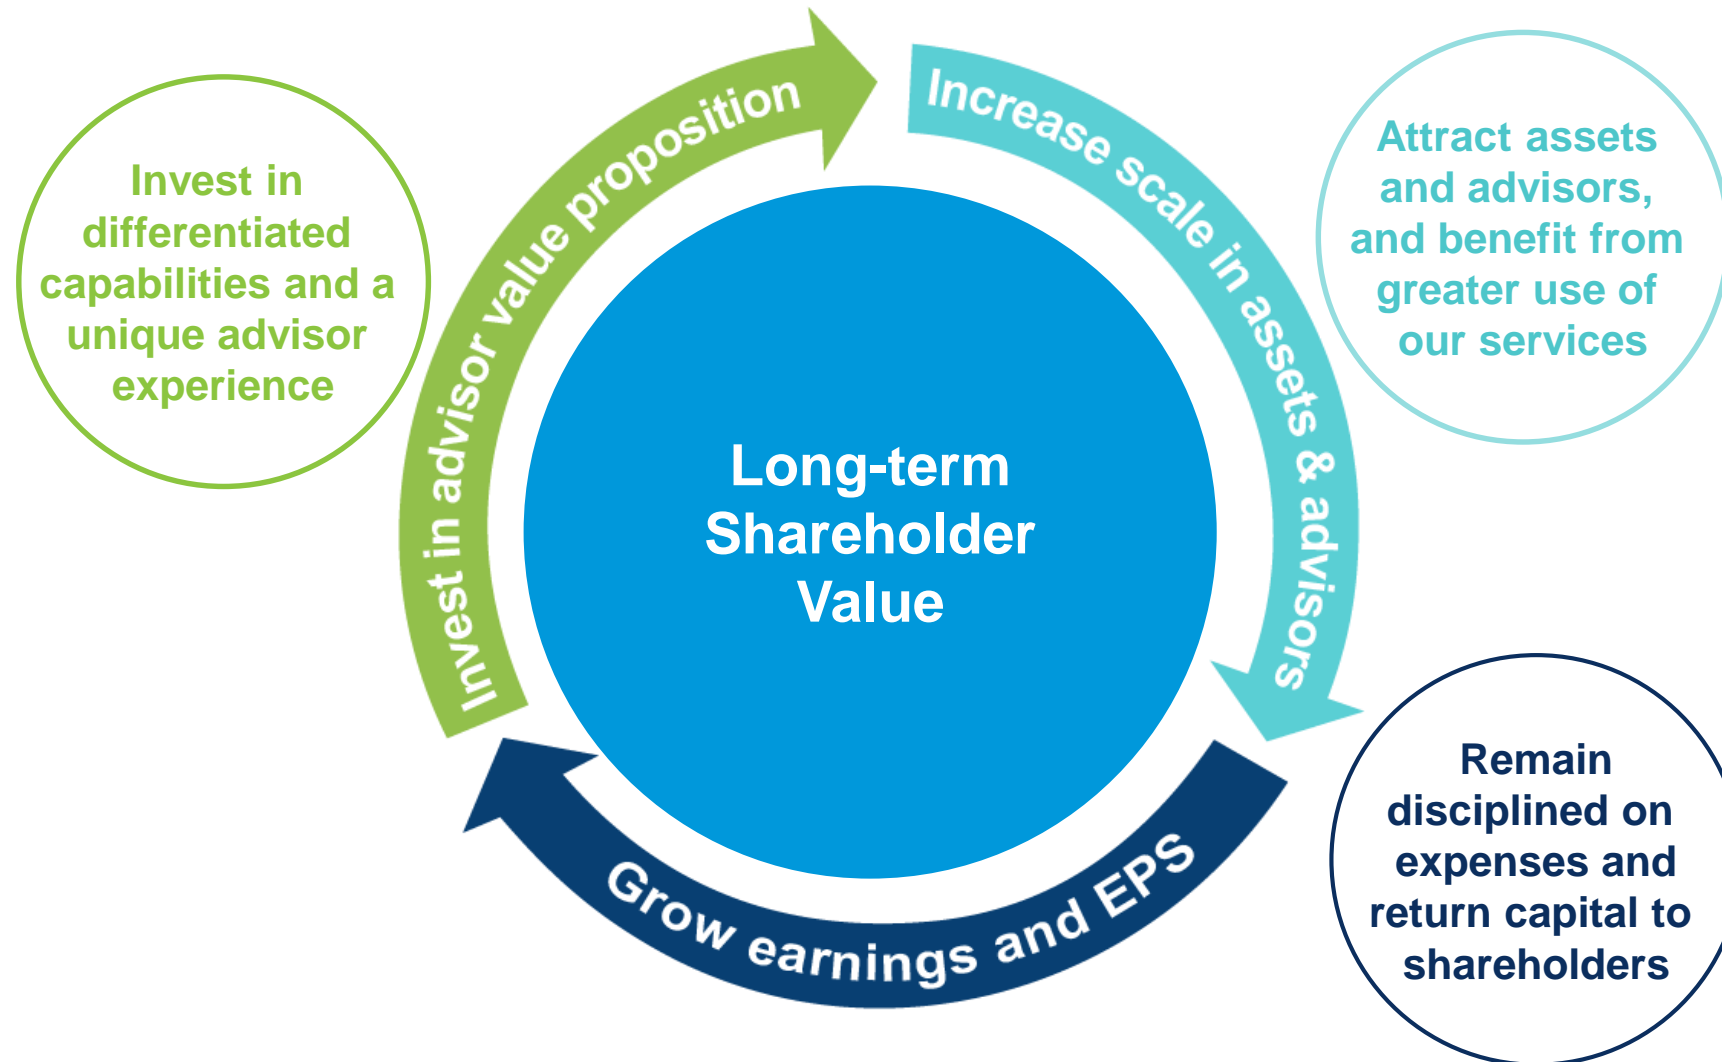 Invest in
differentiated
capabilities and a
unique advisor
experience
Invest in advisor value proposition
Increase scale in assets & advisors
Attract assets
and advisors,
and benefit from
greater use of
our services
Long-term
Shareholder
Value
Grow earnings and EPS
Remain
disciplined on
expenses and
return capital to
shareholders